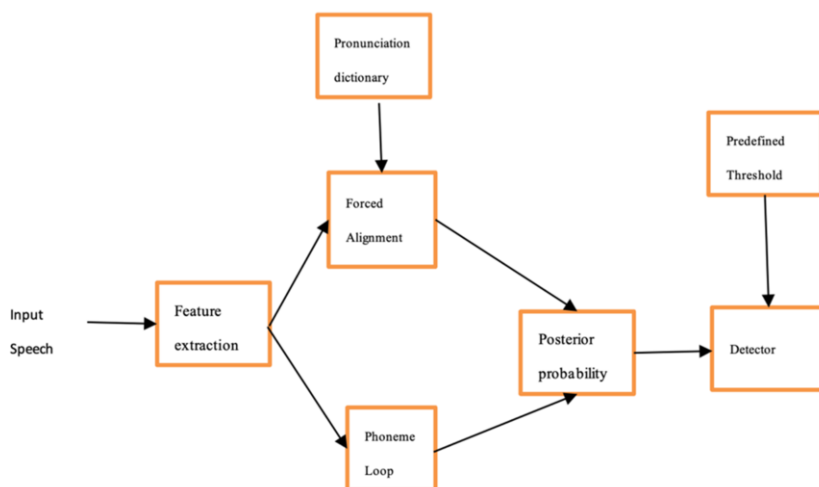 Pronunciation
dictionary
Predefined
Threshold
Forced
Alignment
Input
Speech
Feature
extraction
Posterior
probability
Detector
Phoneme
Loop